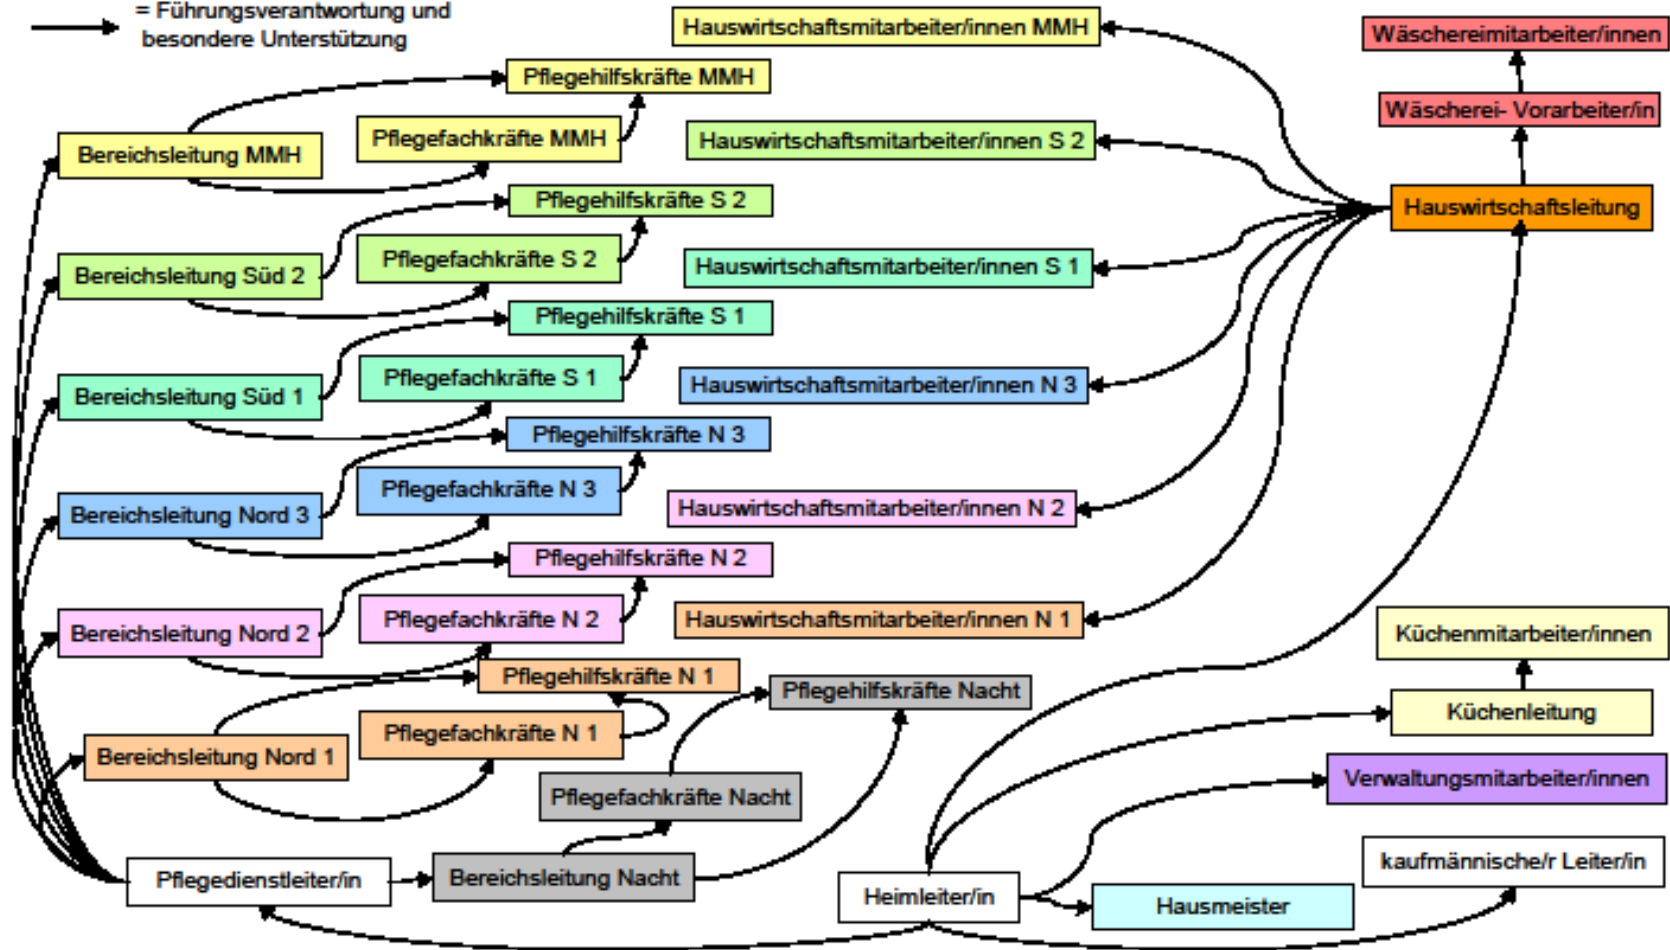 = Führungsverantwortung und
besondere Unterstützung
Hauswirtschaftsmitarbeiter/innen MMH
Wäschereimitarbeiter/innen
Pflegehilfskräfte MMH
Wäscherei- Vorarbeiter/in
Pflegefachkräfte MMH
Hauswirtschaftsmitarbeiter/innen S 2
Bereichsleitung MMH
Pflegehilfskräfte S 2
Hauswirtschaftsleitung
Pflegefachkräfte S 2
Hauswirtschaftsmitarbeiter/innen S 1
Bereichsleitung Süd 2
Pflegehilfskräfte S 1
Pflegefachkräfte S 1
Hauswirtschaftsmitarbeiter/innen N 3
Bereichsleitung Süd 1
Pflegehilfskräfte N 3
Pflegefachkräfte N 3
Hauswirtschaftsmitarbeiter/innen N 2
Bereichsleitung Nord 3
Pflegehilfskräfte N 2
Pflegefachkräfte N 2
Hauswirtschaftsmitarbeiter/innen N 1
Bereichsleitung Nord 2
Küchenmitarbeiter/innen
Pflegehilfskräfte N 1
Pflegehilfskräfte Nacht
Küchenleitung
Pflegefachkräfte N 1
Bereichsleitung Nord 1
Verwaltungsmitarbeiter/innen
Pflegefachkräfte Nacht
kaufmännische/r Leiter/in
Pflegedienstleiter/in
Bereichsleitung Nacht
Heimleiter/in
Hausmeister